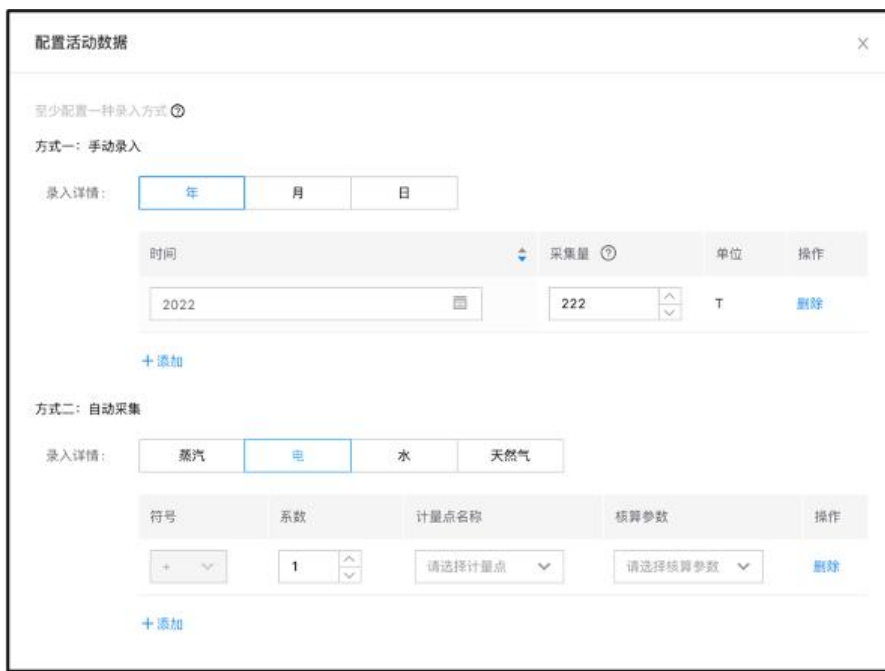 配置活动数据
至少配置一种录入方式
方式一：手动录入
录入详情： 年 月 日
时间 采集量 单位 操作
2022 222 T 删除
+添加
方式二：自动采集
录入详情： 蒸汽 电 水 天然气
符号 系数 计量点名称 核算参数 操作
+ 1 请选择计量点 请选择核算参数 删除
+添加